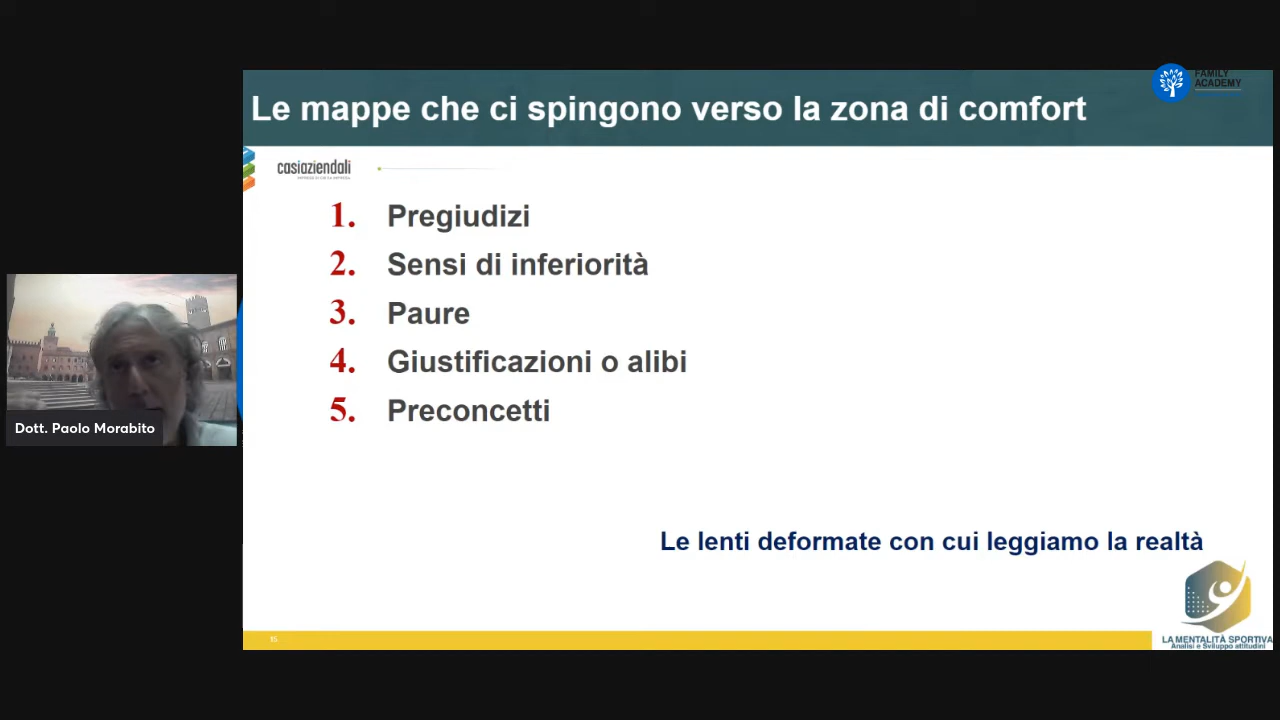 FAMILY
ACADEMY
Le mappe che ci spingono verso la zona di comfort
casiaziendali
1. Pregiudizi
2. Sensi di inferiorità
3. Paure
4. Giustificazioni o alibi
5. Preconcetti
Dott. Paolo Morabito
Le lenti deformate con cui leggiamo la realtà
15
LA MENTALITÀ SPORTIVA
Analisi e Sviluppo attitudini